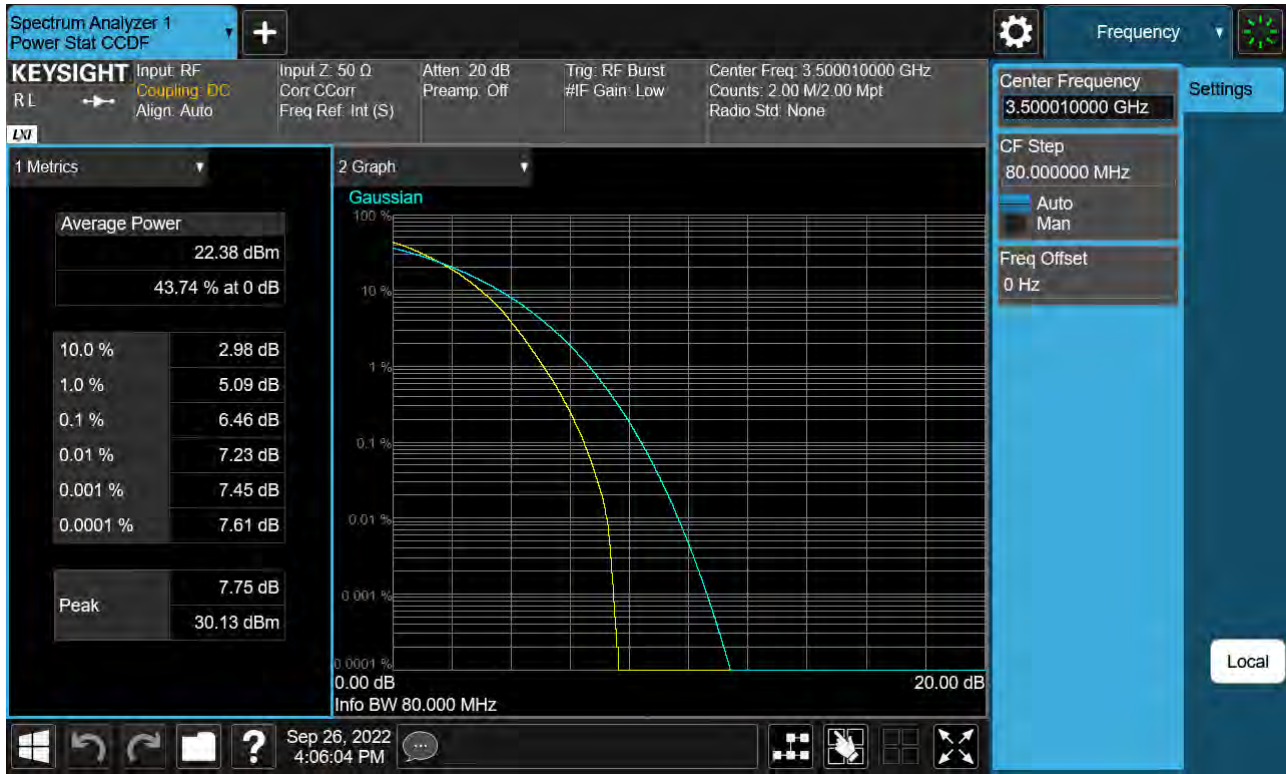 Spectrum Analyzer 1
Power Stat CCDF
Frequency
KEYSIGHT
RL
LXI
Input: RF
Coupling: DC
Align: Auto
Input Z: 50 Ω
Corr CCorr
Freq Ref: Int (S)
Atten: 20 dB
Preamp: Off
Trig: RF Burst
#IF Gain: Low
Center Freq: 3.500010000 GHz
Counts: 2.00 M/2.00 Mpt
Radio Std: None
1 Metrics
Average Power
22.38 dBm
43.74 % at 0 dB
10.0 % 2.98 dB
1.0 % 5.09 dB
0.1 % 6.46 dB
0.01 % 7.23 dB
0.001 % 7.45 dB
0.0001 % 7.61 dB
Peak
7.75 dB
30.13 dBm
2 Graph
Gaussian
100 %
10 %
1 %
0.1 %
0.01 %
0.001 %
0.0001 %
0.00 dB 20.00 dB
Info BW 80.000 MHz
Center Frequency
3.500010000 GHz
CF Step
80.000000 MHz
Auto
Man
Freq Offset
0 Hz
Settings
Local
?
Sep 26, 2022
4:06:04 PM